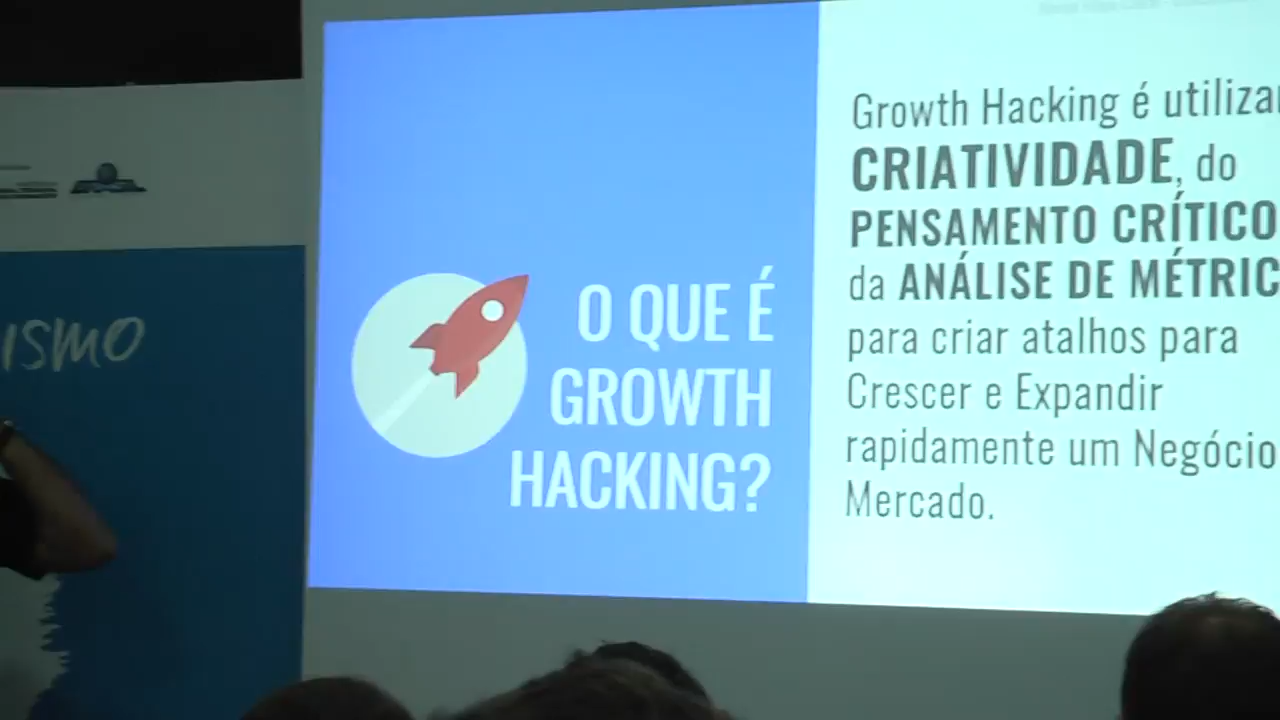 ISMO
O QUE É
GROWTH
HACKING?
Growth Hacking é utiliza
CRIATIVIDADE, do
PENSAMENTO CRÍTICO
da ANÁLISE DE MÉTRIC
para criar atalhos para
Crescer e Expandir
rapidamente um Negócio
Mercado.